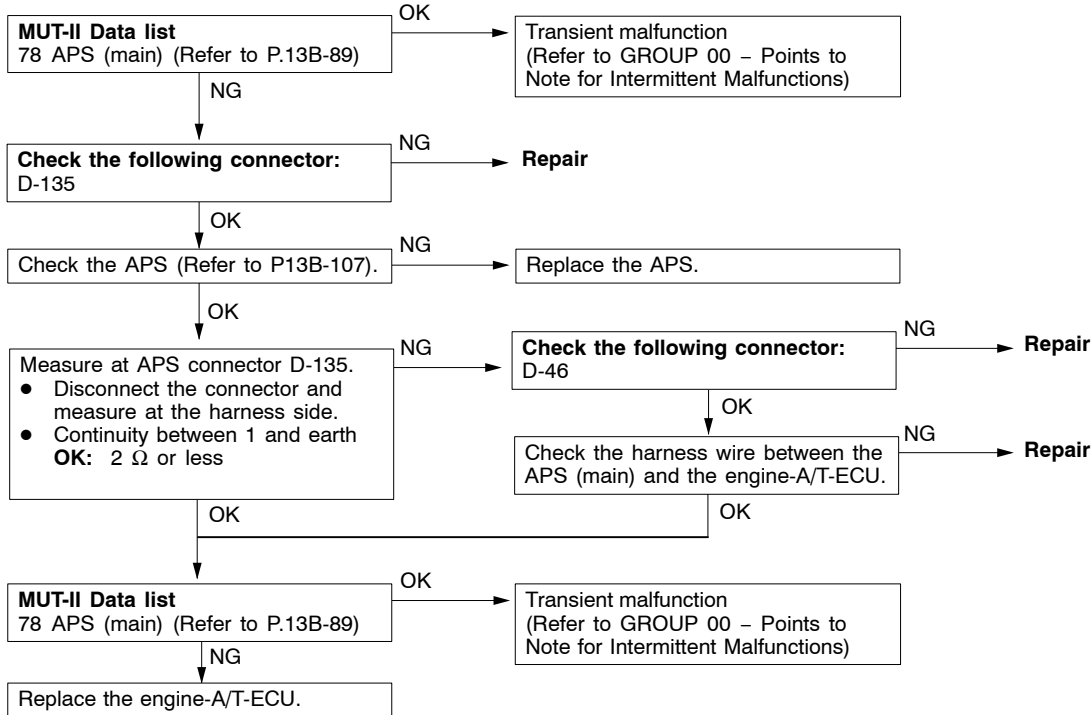 MUT-II Data list
78 APS (main) (Refer to P.13B-89)
OK
Transient malfunction
(Refer to GROUP 00 – Points to
Note for Intermittent Malfunctions)
NG
Check the following connector:
D-135
NG
Repair
OK
Check the APS (Refer to P13B-107).
NG
Replace the APS.
OK
Measure at APS connector D-135.
● Disconnect the connector and
measure at the harness side.
● Continuity between 1 and earth
OK: 2 Ω or less
NG
Check the following connector:
D-46
NG
Repair
OK
Check the harness wire between the
APS (main) and the engine-A/T-ECU.
NG
Repair
OK
OK
MUT-II Data list
78 APS (main) (Refer to P.13B-89)
OK
Transient malfunction
(Refer to GROUP 00 – Points to
Note for Intermittent Malfunctions)
NG
Replace the engine-A/T-ECU.